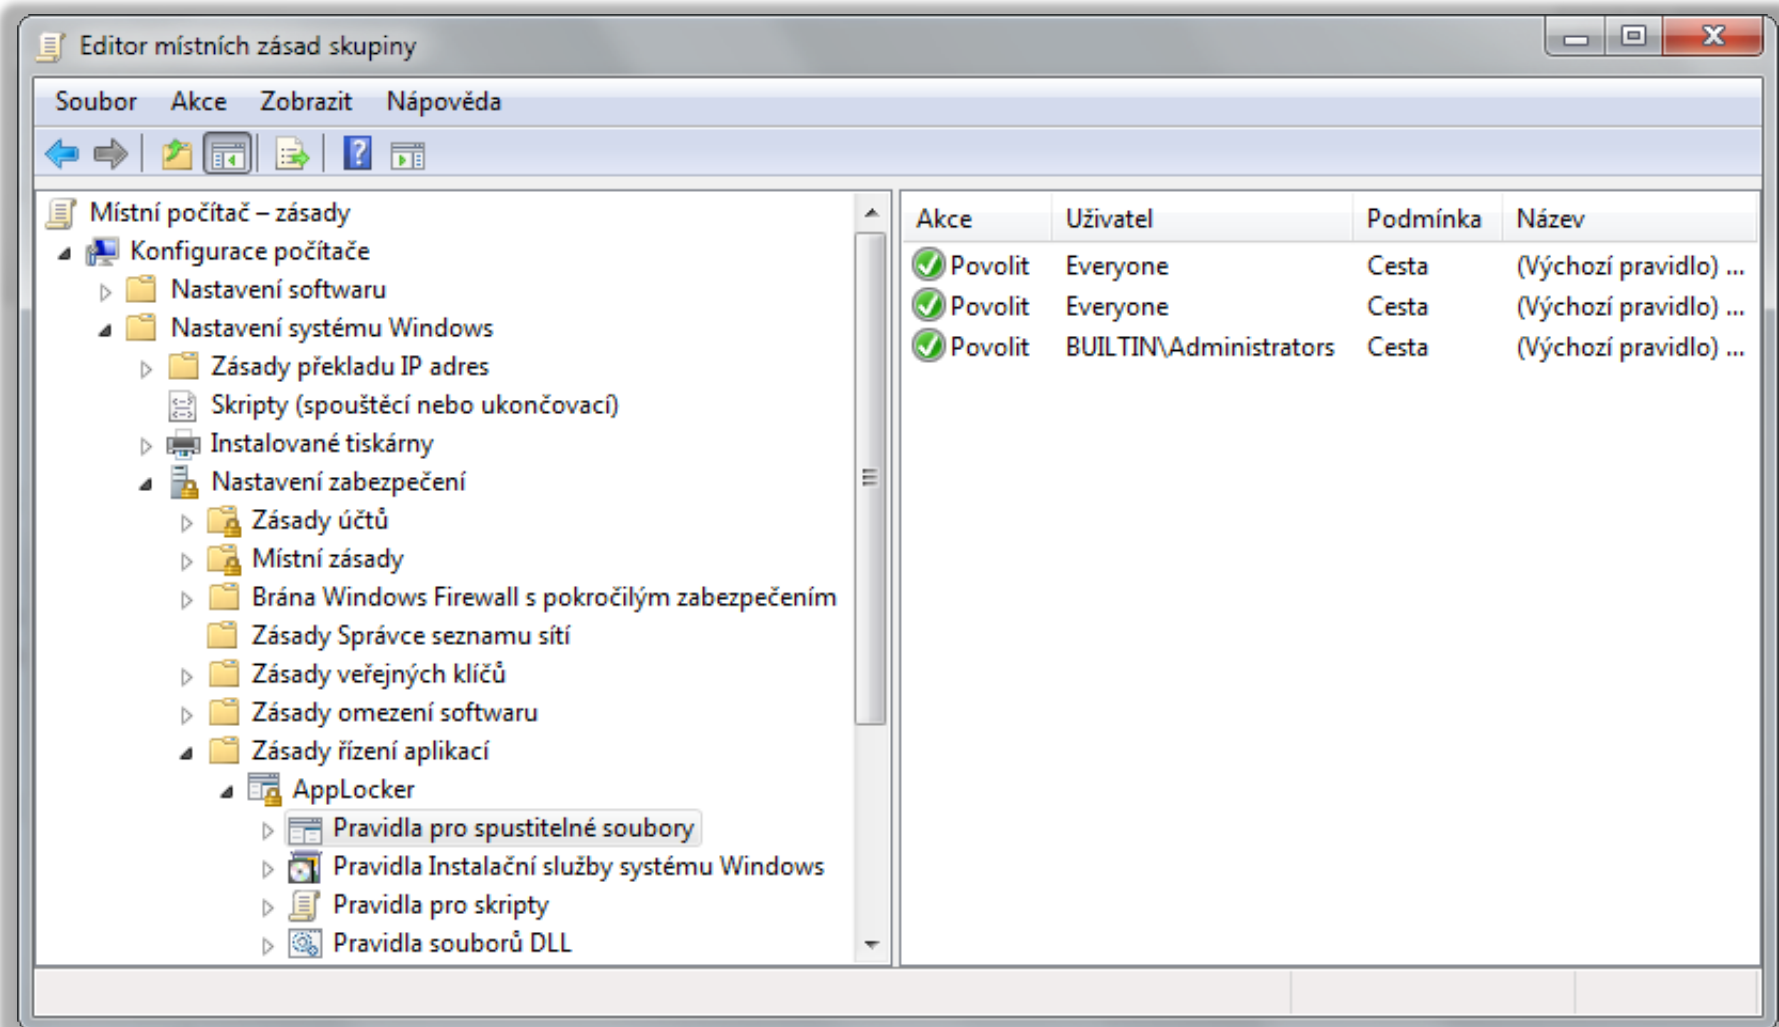 Editor místních zásad skupiny
Soubor Akce Zobrazit Nápověda
Místní počítač – zásady
Konfigurace počítače
Nastavení softwaru
Nastavení systému Windows
Zásady překladu IP adres
Skripty (spouštěcí nebo ukončovací)
Instalované tiskárny
Nastavení zabezpečení
Zásady účtů
Místní zásady
Brána Windows Firewall s pokročilým zabezpečením
Zásady Správce seznamu sítí
Zásady veřejných klíčů
Zásady omezení softwaru
Zásady řízení aplikací
AppLocker
Pravidla pro spustitelné soubory
Pravidla Instalační služby systému Windows
Pravidla pro skripty
Pravidla souborů DLL
Akce Uživatel Podmínka Název
Povolit Everyone Cesta (Výchozí pravidlo) ...
Povolit Everyone Cesta (Výchozí pravidlo) ...
Povolit BUILTIN\Administrators Cesta (Výchozí pravidlo) ...